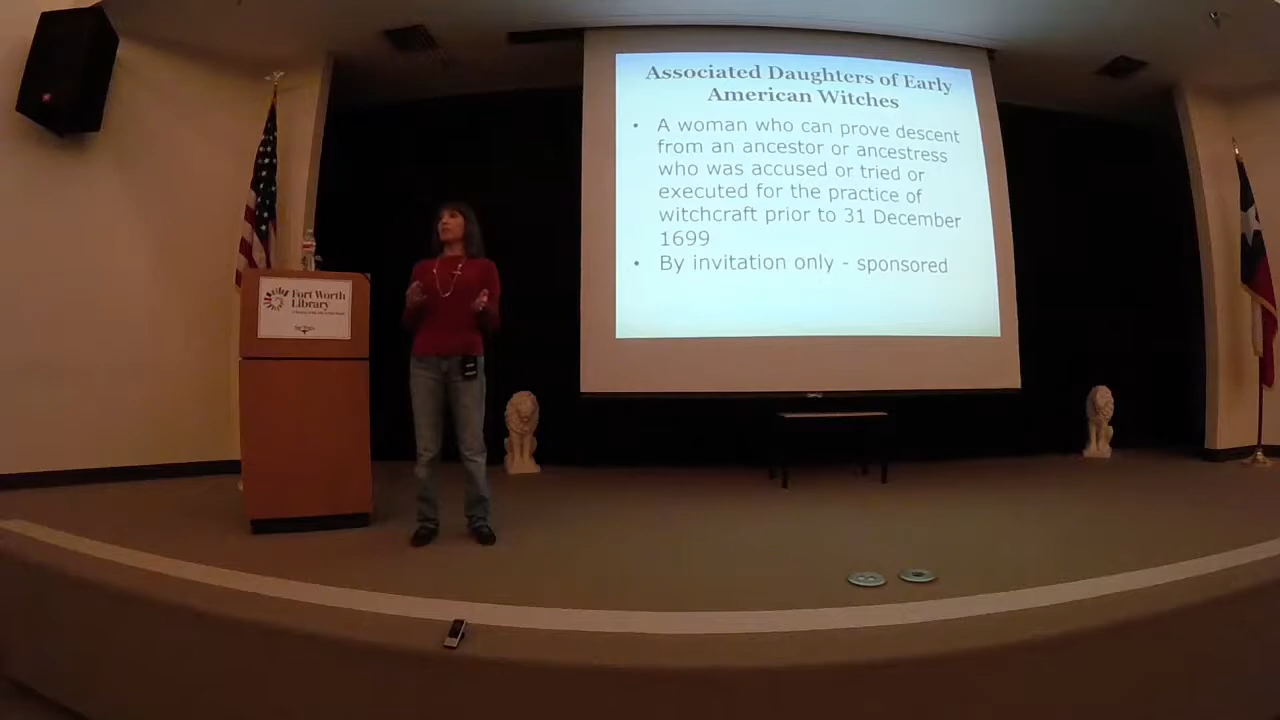 Associated Daughters of Early
American Witches
• A woman who can prove descent
from an ancestor or ancestress
who was accused or tried or
executed for the practice of
witchcraft prior to 31 December
1699
• By invitation only - sponsored
Fort Worth
Library